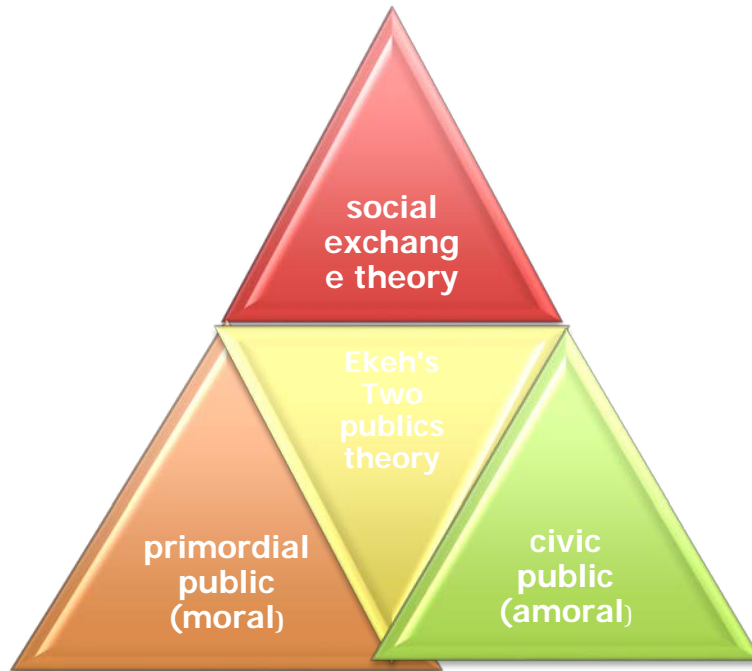 social
exchang
e theory
Ekeh's
Two
publics
theory
primordial
public
(moral)
civic
public
(amoral)